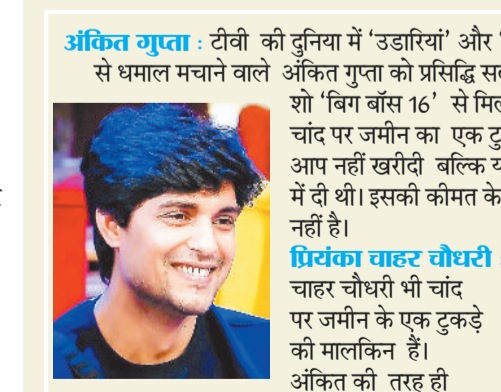 अंकित गुप्ता : टीवी की दुनिया में ‘उडारियां’ और ‘
से धमाल मचाने वाले अंकित गुप्ता को प्रसिद्धि
शो ‘बिग बॉस 16’ से
चांद पर जमीन का एक
आप नहीं खरीदी बल्कि
में दी थी। इसकी कीमत के
नहीं है।
प्रियंका चाहर चौधरी :
चाहर चौधरी भी चांद
पर जमीन के एक टुकड़े
की मालकिन हैं।
अंकित की तरह ही